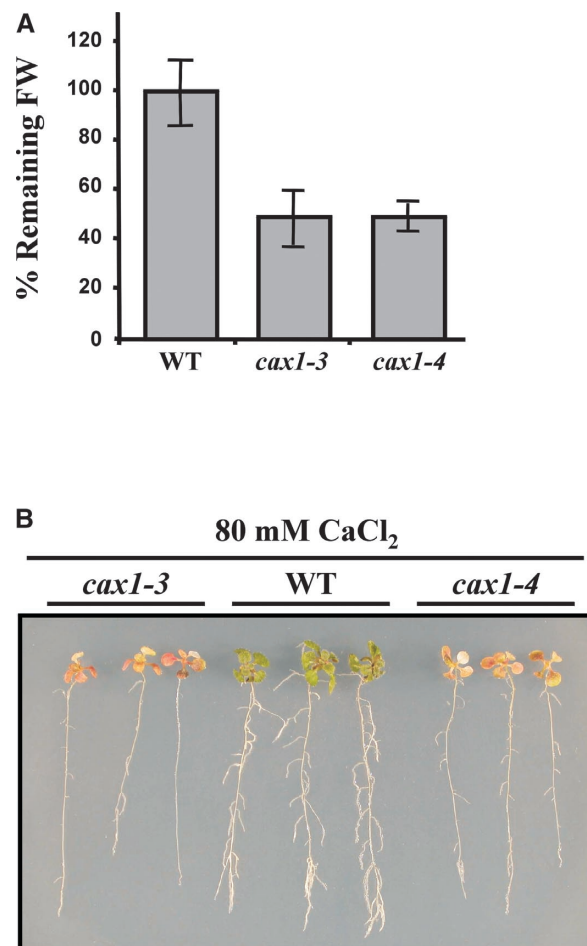 A
% Remaining FW
120
100
80
60
40
20
0
WT cax1-3 cax1-4
B
80 mM CaCl₂
cax1-3 WT cax1-4